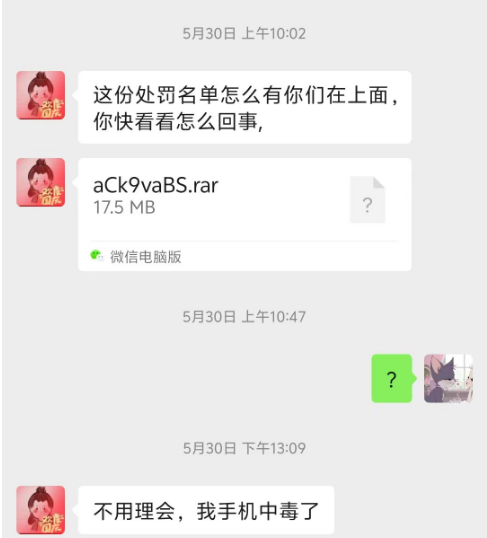 5月30日 上午10:02
这份处罚名单怎么有你们在上面，
你快看看怎么回事,
aCk9vaBS.rar
17.5 MB
?
微信电脑版
5月30日 上午10:47
？
5月30日 下午13:09
不用理会，我手机中毒了